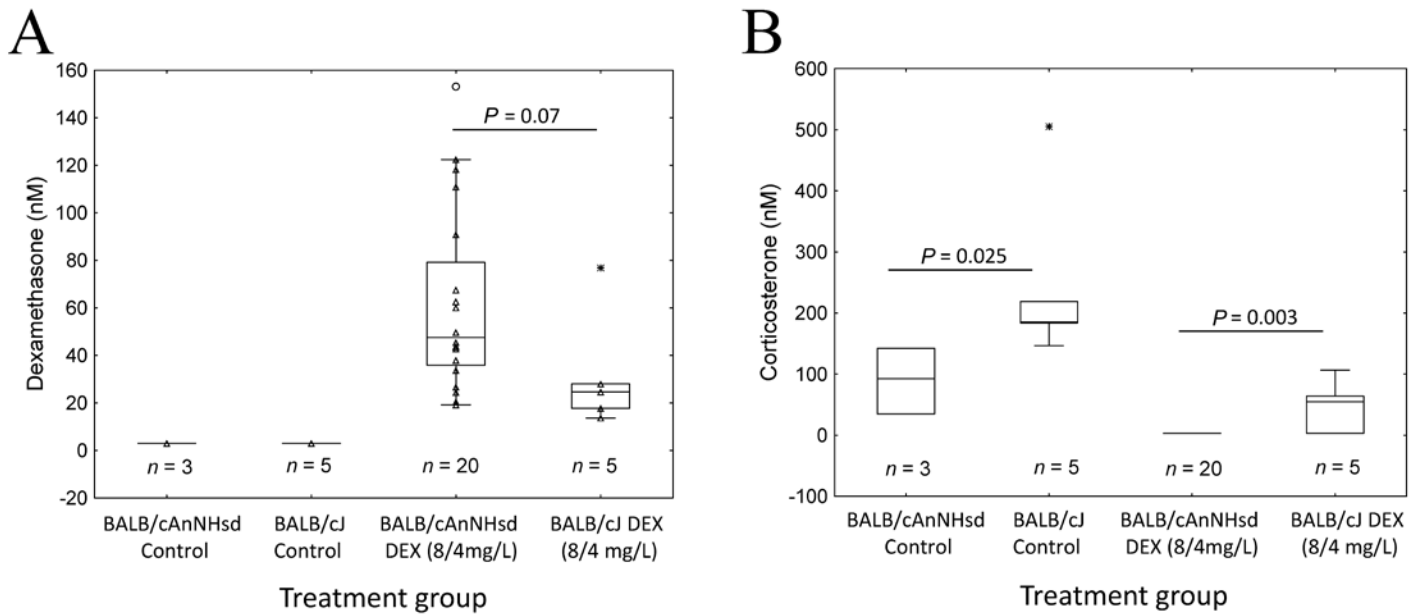 A
Dexamethasone (nM)
160
140
120
100
80
60
40
20
0
-20
P = 0.07
n = 3
n = 5
n = 20
n = 5
BALB/cAnNHsd
Control
BALB/cJ
Control
BALB/cAnNHsd
DEX (8/4mg/L)
BALB/cJ DEX
(8/4 mg/L)
Treatment group
B
Corticosterone (nM)
600
500
400
300
200
100
0
-100
P = 0.025
P = 0.003
n = 3
n = 5
n = 20
n = 5
BALB/cAnNHsd
Control
BALB/cJ
Control
BALB/cAnNHsd
DEX (8/4mg/L)
BALB/cJ DEX
(8/4 mg/L)
Treatment group